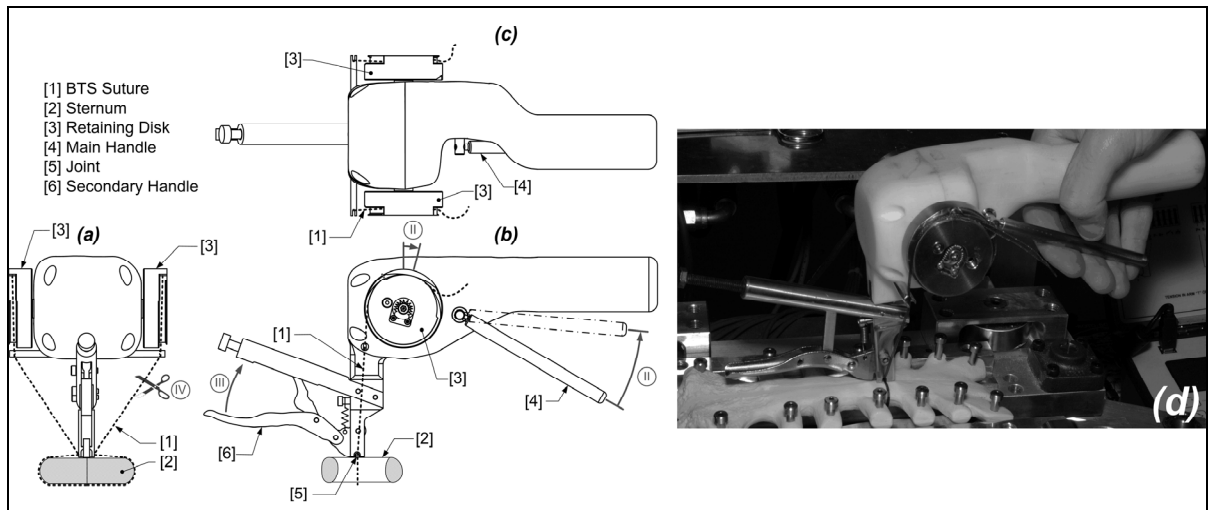 (c)
[3]
[1] BTS Suture
[2] Sternum
[3] Retaining Disk
[4] Main Handle
[5] Joint
[6] Secondary Handle
[4]
[3]
[1]
[3] (a) [3]
II (b)
[1]
III
IV
[3]
[4]
II
[1]
[2]
[6]
[2]
[5]
(d)